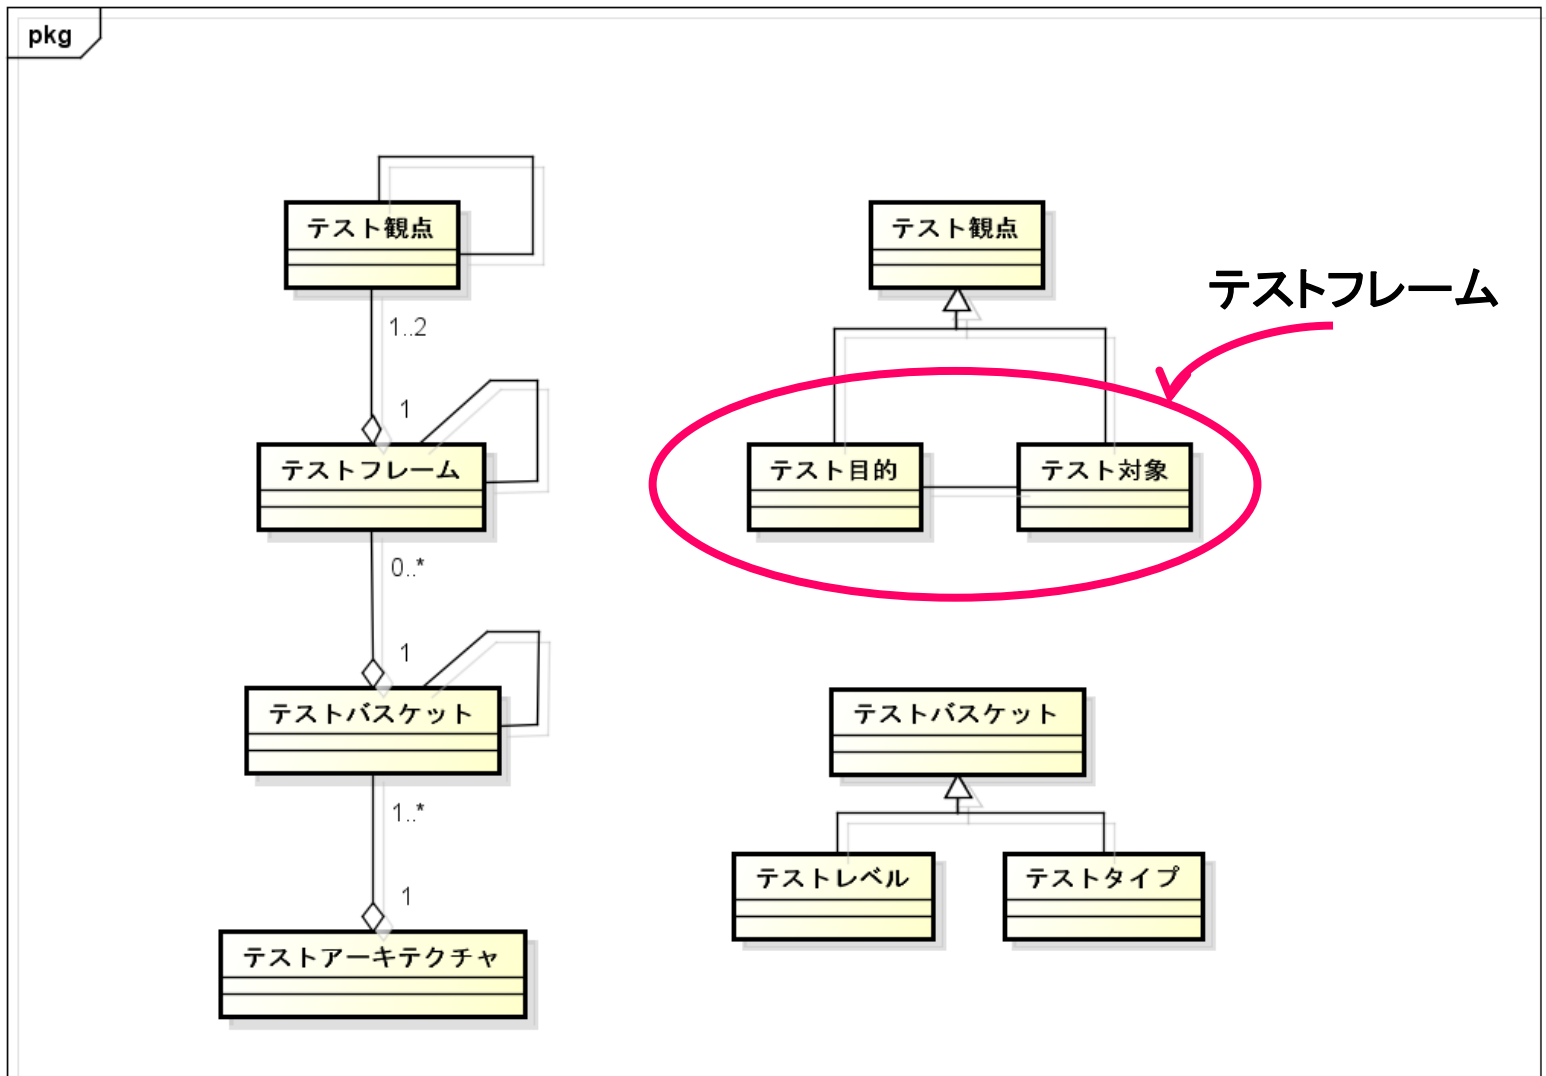 pkg
テスト観点
1..2
1
テストフレーム
0..*
1
テストバスケット
1..*
1
テストアーキテクチャ
テスト観点
テストフレーム
テスト目的
テスト対象
テストバスケット
テストレベル
テストタイプ